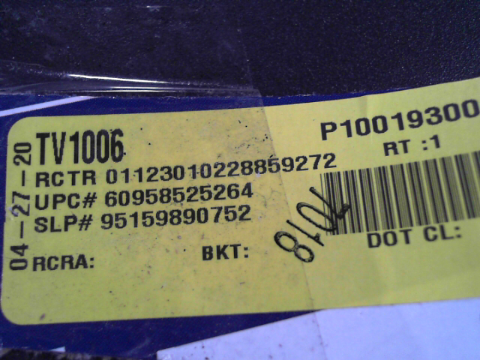 04-27-20
TV1006
P10019300
RCTR 01123010228859272
RT :1
UPC# 60958525264
SLP# 95159890752
7018
DOT CL:
RCRA:
BKT: